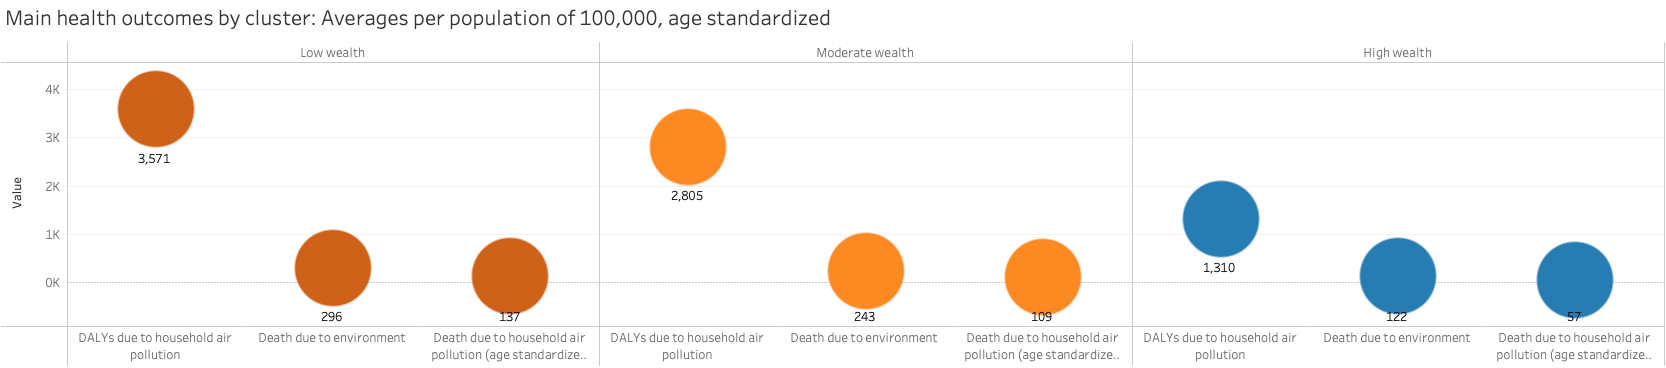 Main health outcomes by cluster: Averages per population of 100,000, age standardized
Low wealth
Moderate wealth
High wealth
Value
4K
3K
2K
1K
0K
3,571
296
137
2,805
243
109
1,310
122
57
DALYs due to household air
pollution
Death due to environment
Death due to household air
pollution (age standardize..
DALYs due to household air
pollution
Death due to environment
Death due to household air
pollution (age standardize..
DALYs due to household air
pollution
Death due to environment
Death due to household air
pollution (age standardize..